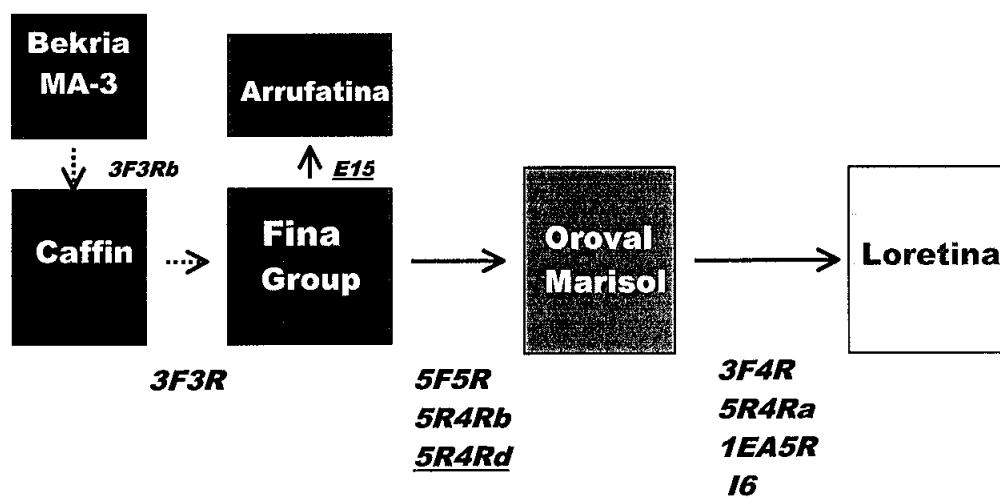 Bekria
MA-3
Arrufatina
3F3Rb
E15
Caffin
Fina
Group
Oroval
Marisol
Loretina
3F3R
5F5R
5R4Rb
5R4Rd
3F4R
5R4Ra
1EA5R
I6